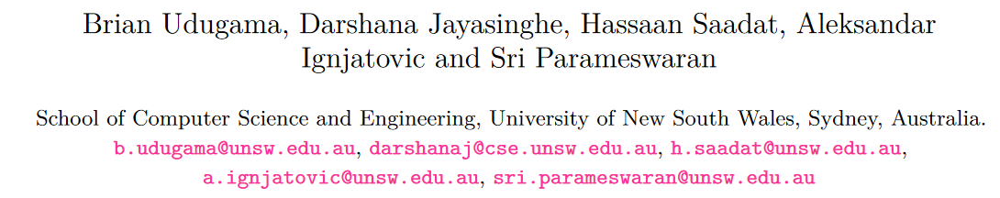 Brian Udugama, Darshana Jayasinghe, Hassaan Saadat, Aleksandar
Ignjatovic and Sri Parameswaran
School of Computer Science and Engineering, University of New South Wales, Sydney, Australia.
b.udugama@unsw.edu.au, darshanaj@cse.unsw.edu.au, h.saadat@unsw.edu.au,
a.ignjatovic@unsw.edu.au, sri.parameswaran@unsw.edu.au